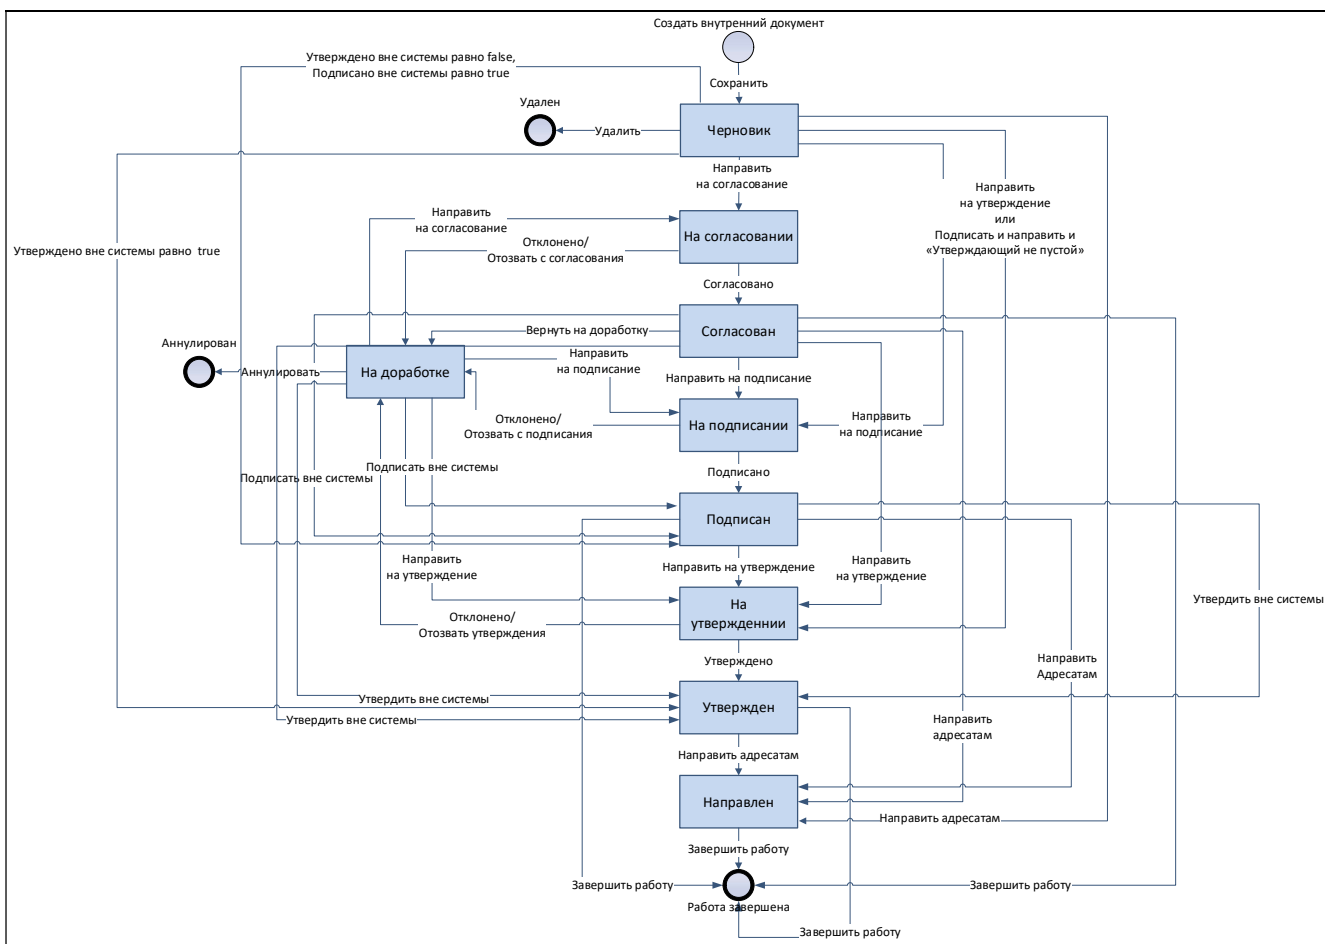 Создать внутренний документ
Утверждено вне системы равно false,
Подписано вне системы равно true
Сохранить
Удален
Удалить
Черновик
Направить
на согласование
Направить
на утверждение
или
Подписать и направить и
«Утверждающий не пустой»
Направить
на согласование
На согласовании
Утверждено вне системы равно  true
Отклонено/
Отозвать с согласования
Согласовано
Вернуть на доработку
Согласован
Аннулирован
Аннулировать
На доработке
Направить
на подписание
Направить на подписание
Отклонено/
Отозвать с подписания
На подписании
Направить
на подписание
Подписать вне системы
Подписать вне системы
Подписано
Подписан
Направить
на утверждение
Направить на утверждение
Направить
на утверждение
Утвердить вне системы
На
утвержденнии
Отклонено/
Отозвать утверждения
Утверждено
Направить
Адресатам
Утвердить вне системы
Утвердить вне системы
Утвержден
Направить
адресатам
Направить адресатам
Направлен
Направить адресатам
Завершить работу
Завершить работу
Завершить работу
Работа завершена
Завершить работу